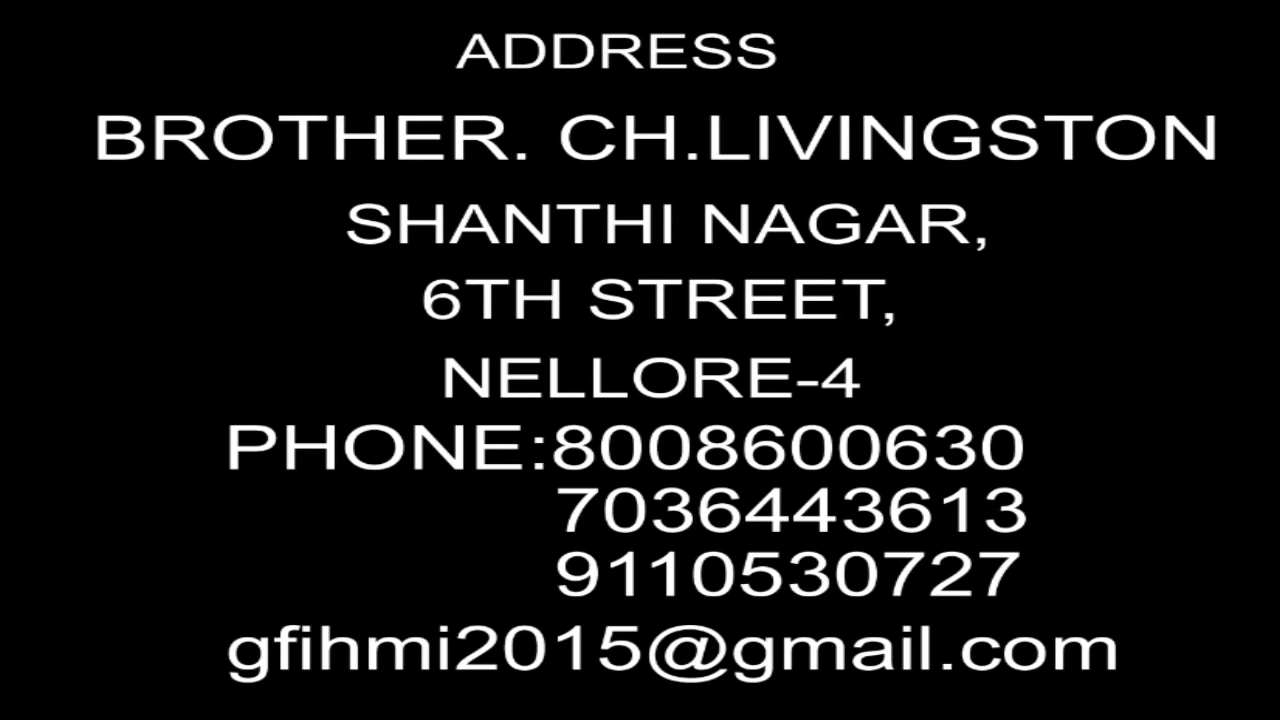 ADDRESS
BROTHER. CH.LIVINGSTON
SHANTHI NAGAR,
6TH STREET,
NELLORE-4
PHONE:8008600630
7036443613
9110530727
gfihmi2015@gmail.com